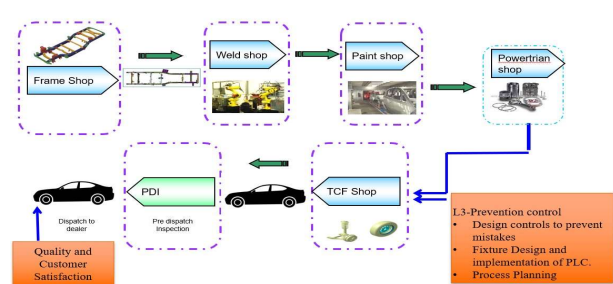 Frame Shop
Weld shop
Paint shop
Powertrian
shop
TCF Shop
PDI
Pre dispatch
Inspection
Dispatch to
dealer
Quality and
Customer
Satisfaction
L3-Prevention control
• Design controls to prevent
mistakes
• Fixture Design and
implementation of PLC.
• Process Planning